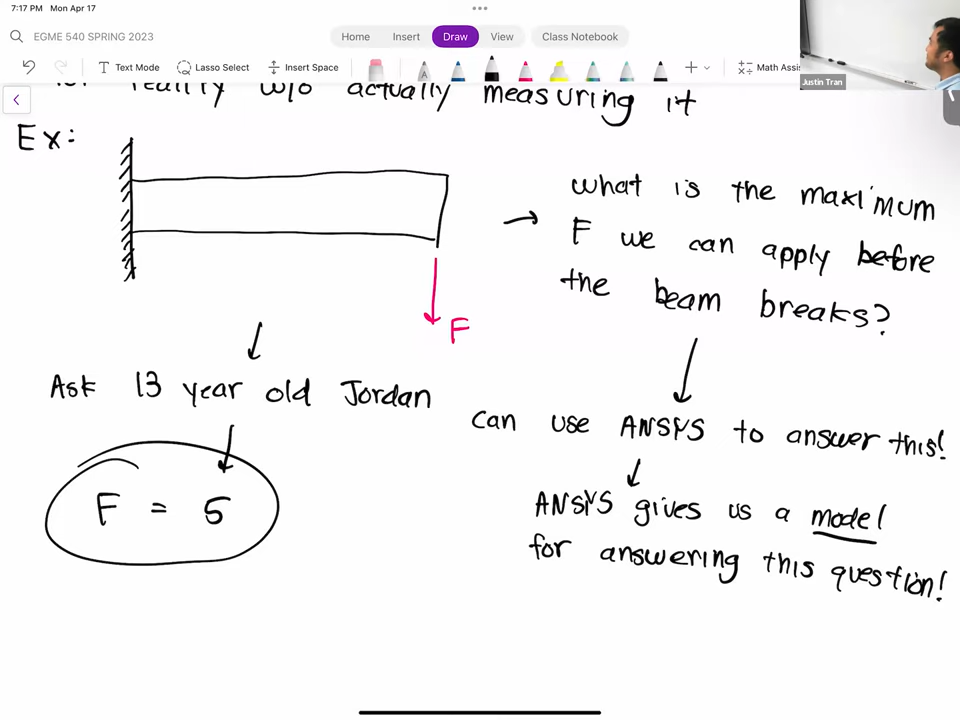 7:17 PM Mon Apr 17
EGME 540 SPRING 2023
Home Insert Draw View Class Notebook
Text Mode Lasso Select Insert Space Math Assis
Justin Tran
reality w/o actually measuring it
Ex:
What is the maximum
F we can apply before
the beam breaks?
F
Ask 13 year old Jordan
F = 5
Can use ANSYS to answer this!
ANSYS gives us a model
for answering this question!